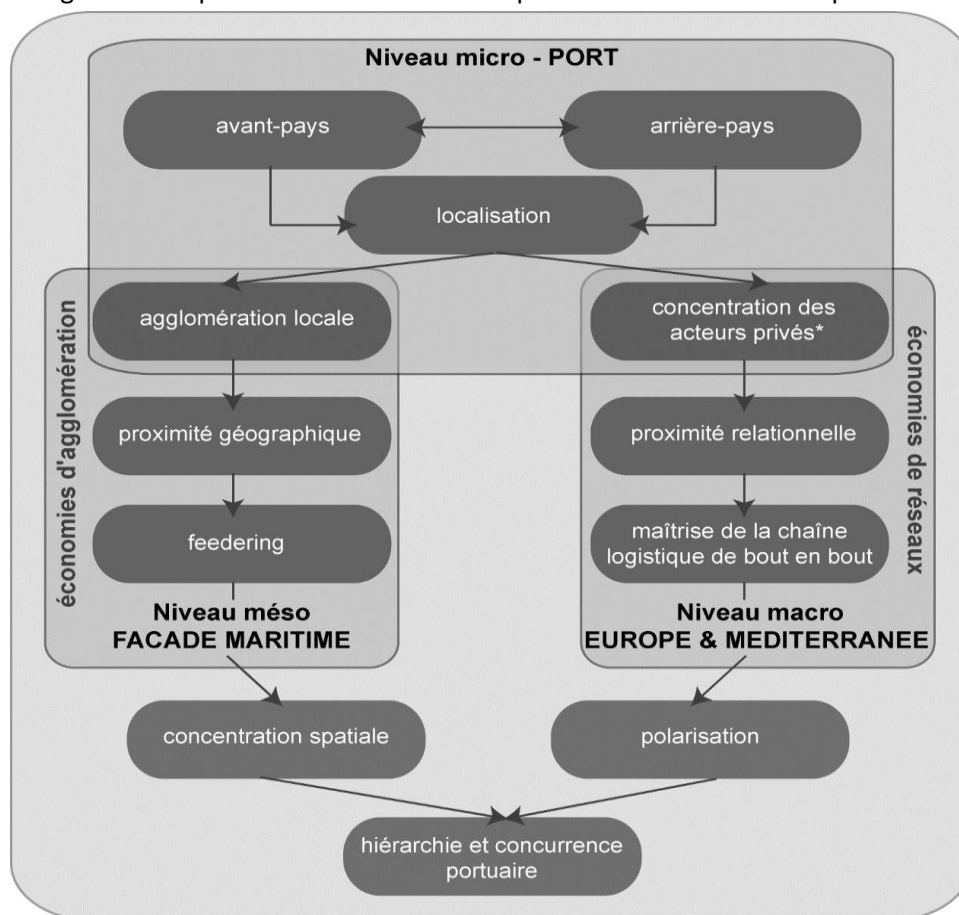 Niveau micro - PORT
avant-pays
arrière-pays
localisation
agglomération locale
concentration des
acteurs privés*
économies d'agglomération
économies de réseaux
proximité géographique
proximité relationnelle
feedering
maîtrise de la chaîne
logistique de bout en bout
Niveau méso
FACADE MARITIME
Niveau macro
EUROPE & MEDITERRANEE
concentration spatiale
polarisation
hiérarchie et concurrence
portuaire